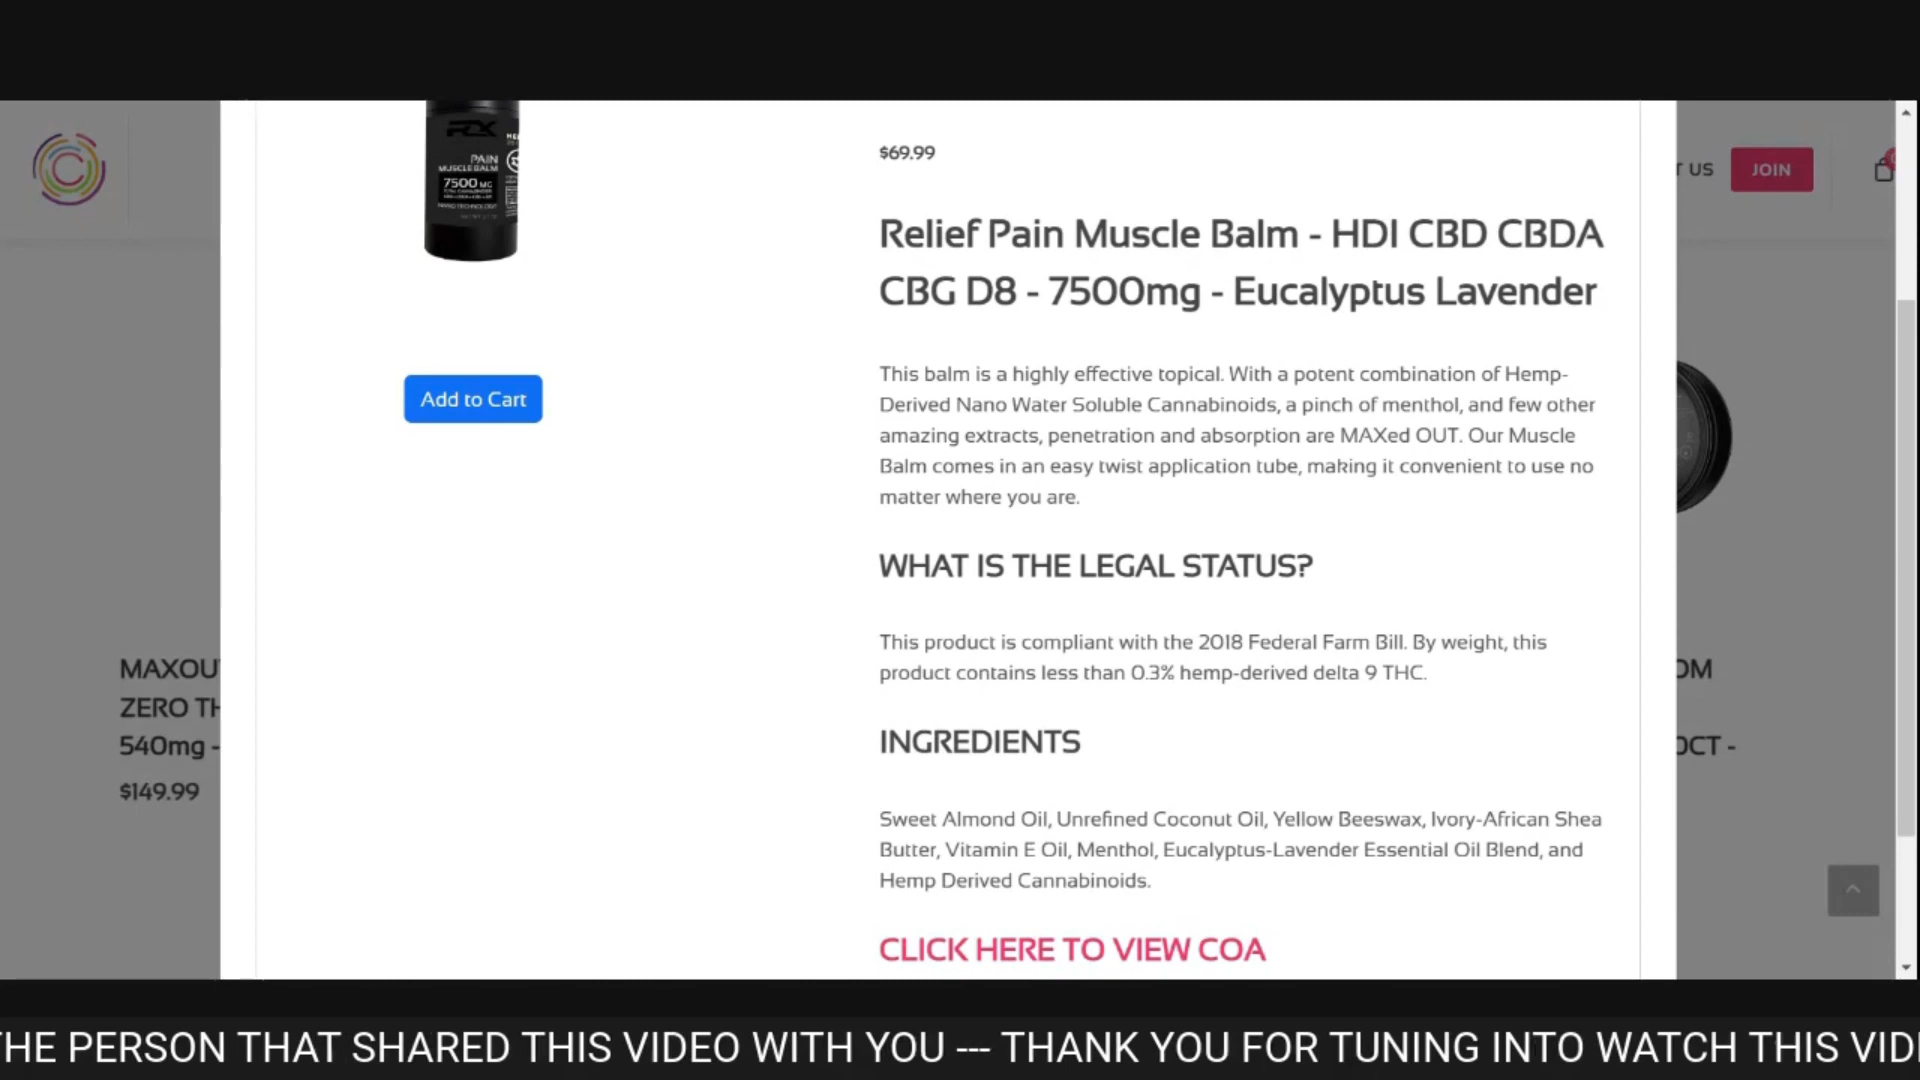 T US
JOIN
PAIN
MUSCLE BALM
7500 MG
NANO TECHNOLOGY
$69.99
Relief Pain Muscle Balm - HDI CBD CBDA
CBG D8 - 7500mg - Eucalyptus Lavender
Add to Cart
This balm is a highly effective topical. With a potent combination of Hemp-
Derived Nano Water Soluble Cannabinoids, a pinch of menthol, and few other
amazing extracts, penetration and absorption are MAXed OUT. Our Muscle
Balm comes in an easy twist application tube, making it convenient to use no
matter where you are.
WHAT IS THE LEGAL STATUS?
This product is compliant with the 2018 Federal Farm Bill. By weight, this
product contains less than 0.3% hemp-derived delta 9 THC.
INGREDIENTS
Sweet Almond Oil, Unrefined Coconut Oil, Yellow Beeswax, Ivory-African Shea
Butter, Vitamin E Oil, Menthol, Eucalyptus-Lavender Essential Oil Blend, and
Hemp Derived Cannabinoids.
CLICK HERE TO VIEW COA
MAXOU
ZERO TH
540mg -
$149.99
OM
OCT -
THE PERSON THAT SHARED THIS VIDEO WITH YOU --- THANK YOU FOR TUNING INTO WATCH THIS VID